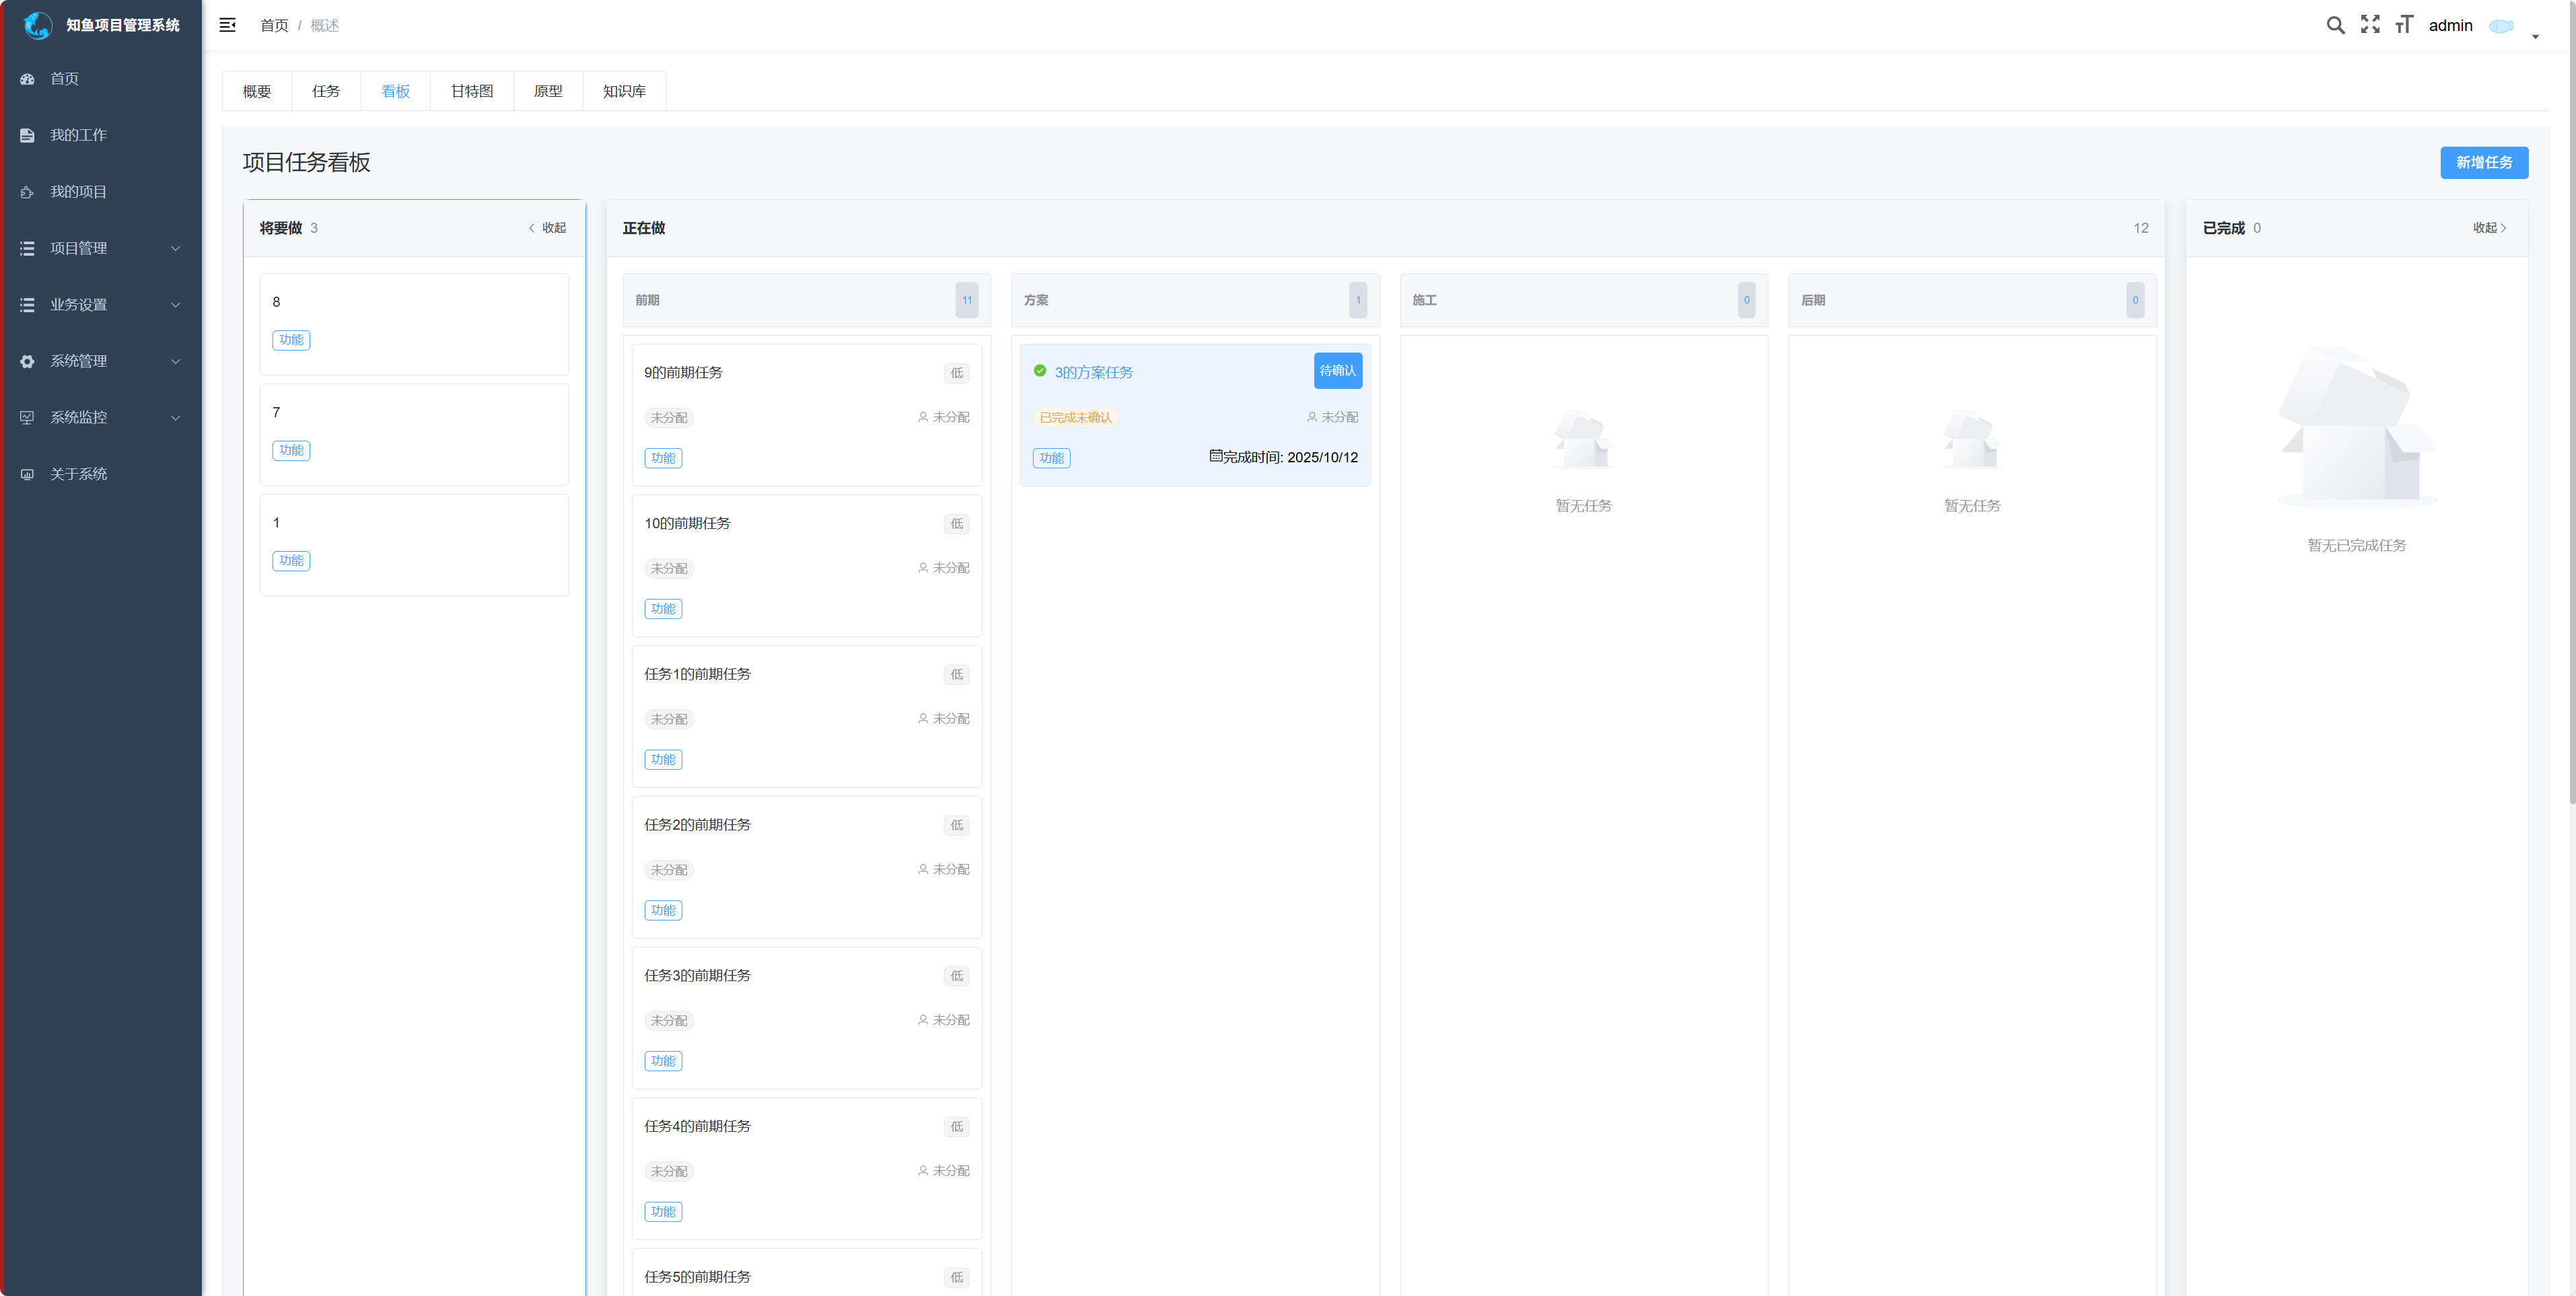 知鱼项目管理系统
首页
我的工作
我的项目
项目管理
业务设置
系统管理
系统监控
关于系统
首页 / 概述
admin
概要 任务 看板 甘特图 原型 知识库
项目任务看板
新增任务
将要做 3
收起
8
功能
7
功能
1
功能
正在做
12
前期 11
9的前期任务 低
未分配 未分配
功能
10的前期任务 低
未分配 未分配
功能
任务1的前期任务 低
未分配 未分配
功能
任务2的前期任务 低
未分配 未分配
功能
任务3的前期任务 低
未分配 未分配
功能
任务4的前期任务 低
未分配 未分配
功能
任务5的前期任务 低
方案 1
3的方案任务 待确认
已完成未确认 未分配
功能 完成时间: 2025/10/12
施工 0
暂无任务
后期 0
暂无任务
已完成 0
收起
暂无已完成任务